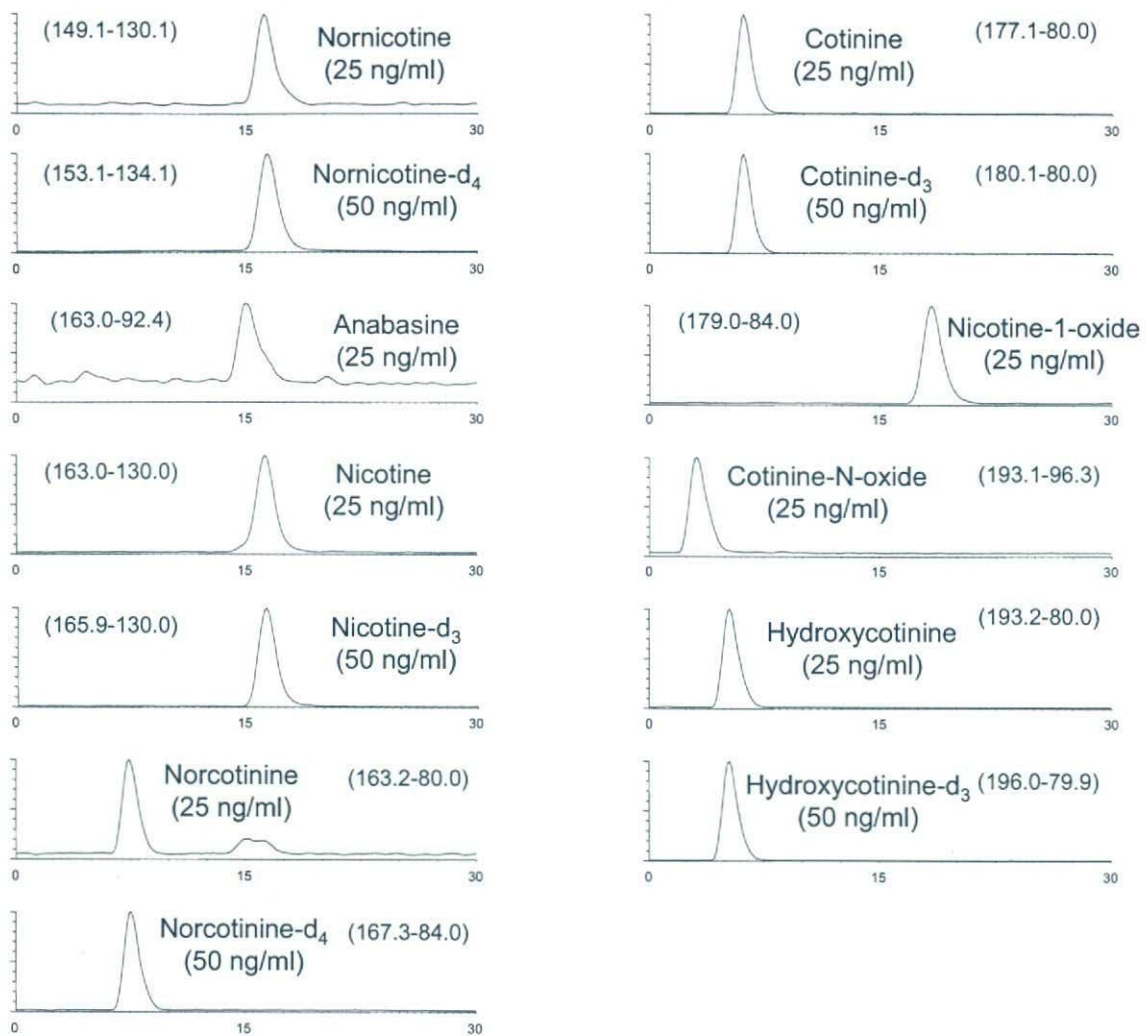 (149.1-130.1)
Nornicotine
(25 ng/ml)
0 15 30
(153.1-134.1)
Nornicotine-d₄
(50 ng/ml)
0 15 30
(163.0-92.4)
Anabasine
(25 ng/ml)
0 15 30
(163.0-130.0)
Nicotine
(25 ng/ml)
0 15 30
(165.9-130.0)
Nicotine-d₃
(50 ng/ml)
0 15 30
Norcotinine (163.2-80.0)
(25 ng/ml)
0 15 30
Norcotinine-d₄ (167.3-84.0)
(50 ng/ml)
0 15 30
Cotinine (177.1-80.0)
(25 ng/ml)
0 15 30
Cotinine-d₃ (180.1-80.0)
(50 ng/ml)
0 15 30
(179.0-84.0) Nicotine-1-oxide
(25 ng/ml)
0 15 30
Cotinine-N-oxide (193.1-96.3)
(25 ng/ml)
0 15 30
Hydroxycotinine (193.2-80.0)
(25 ng/ml)
0 15 30
Hydroxycotinine-d₃ (196.0-79.9)
(50 ng/ml)
0 15 30